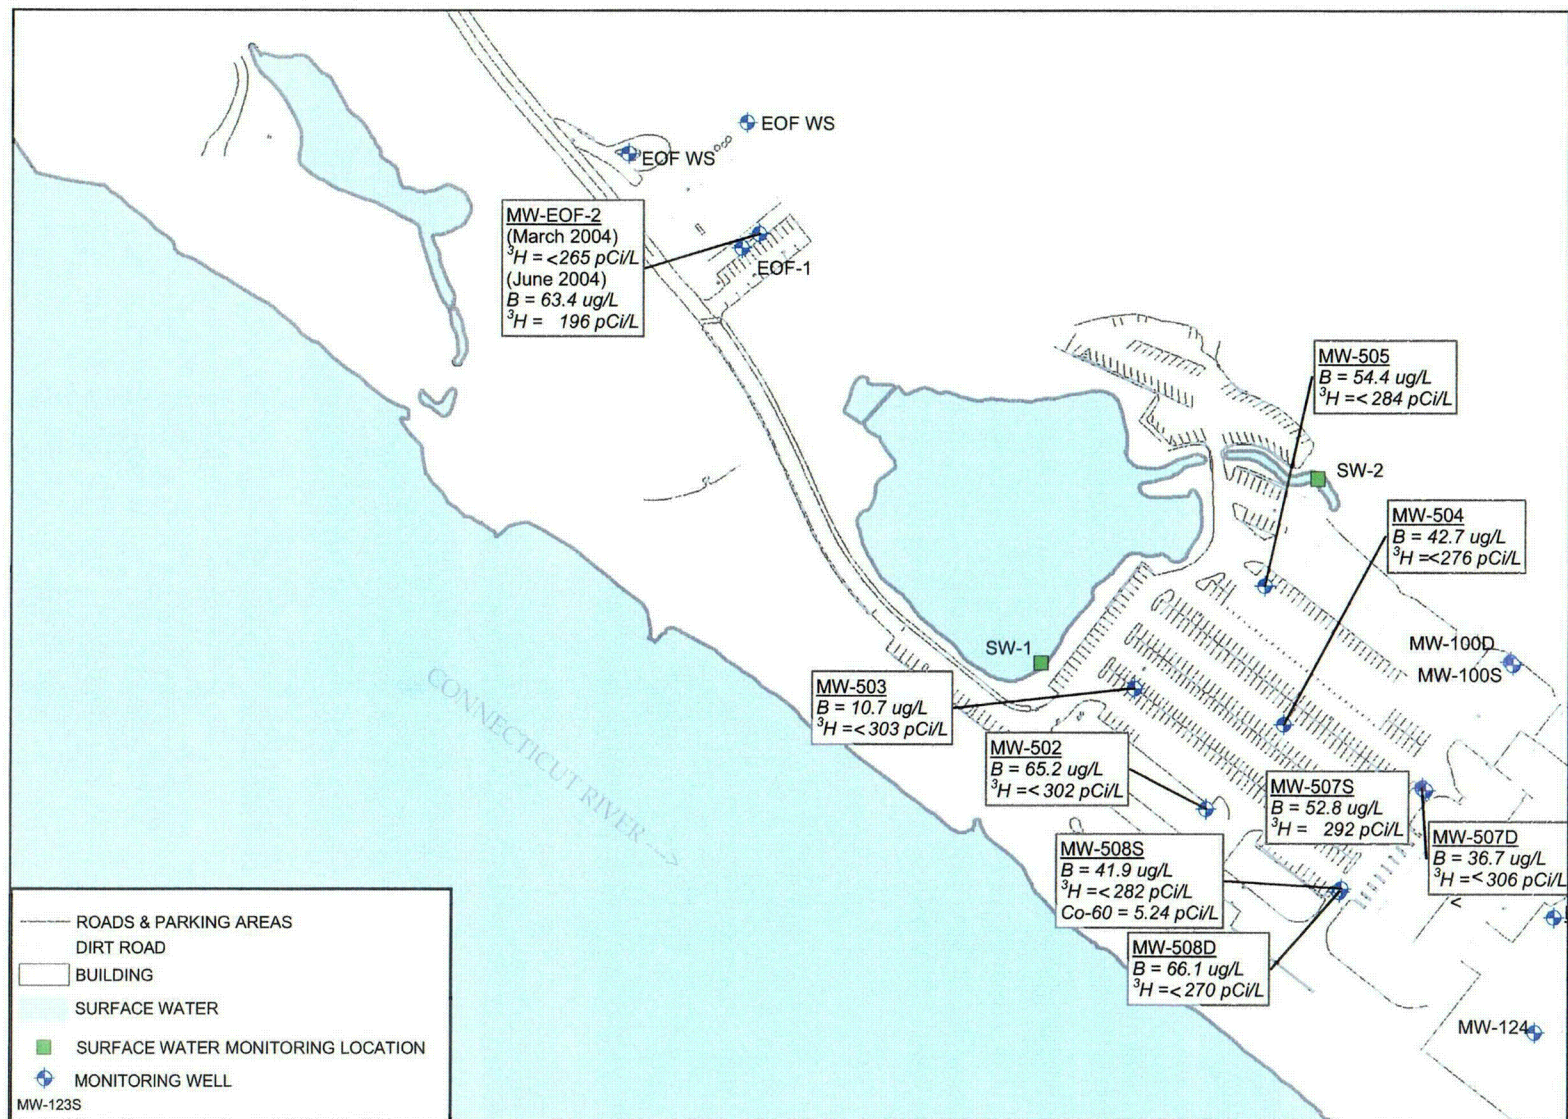 EOF WS
EOF WS
MW-EOF-2
(March 2004)
³H = <265 pCi/L
(June 2004)
B = 63.4 ug/L
³H = 196 pCi/L
EOF-1
MW-505
B = 54.4 ug/L
³H =< 284 pCi/L
SW-2
MW-504
B = 42.7 ug/L
³H =<276 pCi/L
MW-100D
MW-100S
SW-1
MW-503
B = 10.7 ug/L
³H =< 303 pCi/L
MW-502
B = 65.2 ug/L
³H =< 302 pCi/L
MW-507S
B = 52.8 ug/L
³H = 292 pCi/L
MW-507D
B = 36.7 ug/L
³H =< 306 pCi/L
<
MW-508S
B = 41.9 ug/L
³H =< 282 pCi/L
Co-60 = 5.24 pCi/L
MW-508D
B = 66.1 ug/L
³H =< 270 pCi/L
MW-124
CONNECTICUT RIVER --->
ROADS & PARKING AREAS
DIRT ROAD
BUILDING
SURFACE WATER
SURFACE WATER MONITORING LOCATION
MONITORING WELL
MW-123S